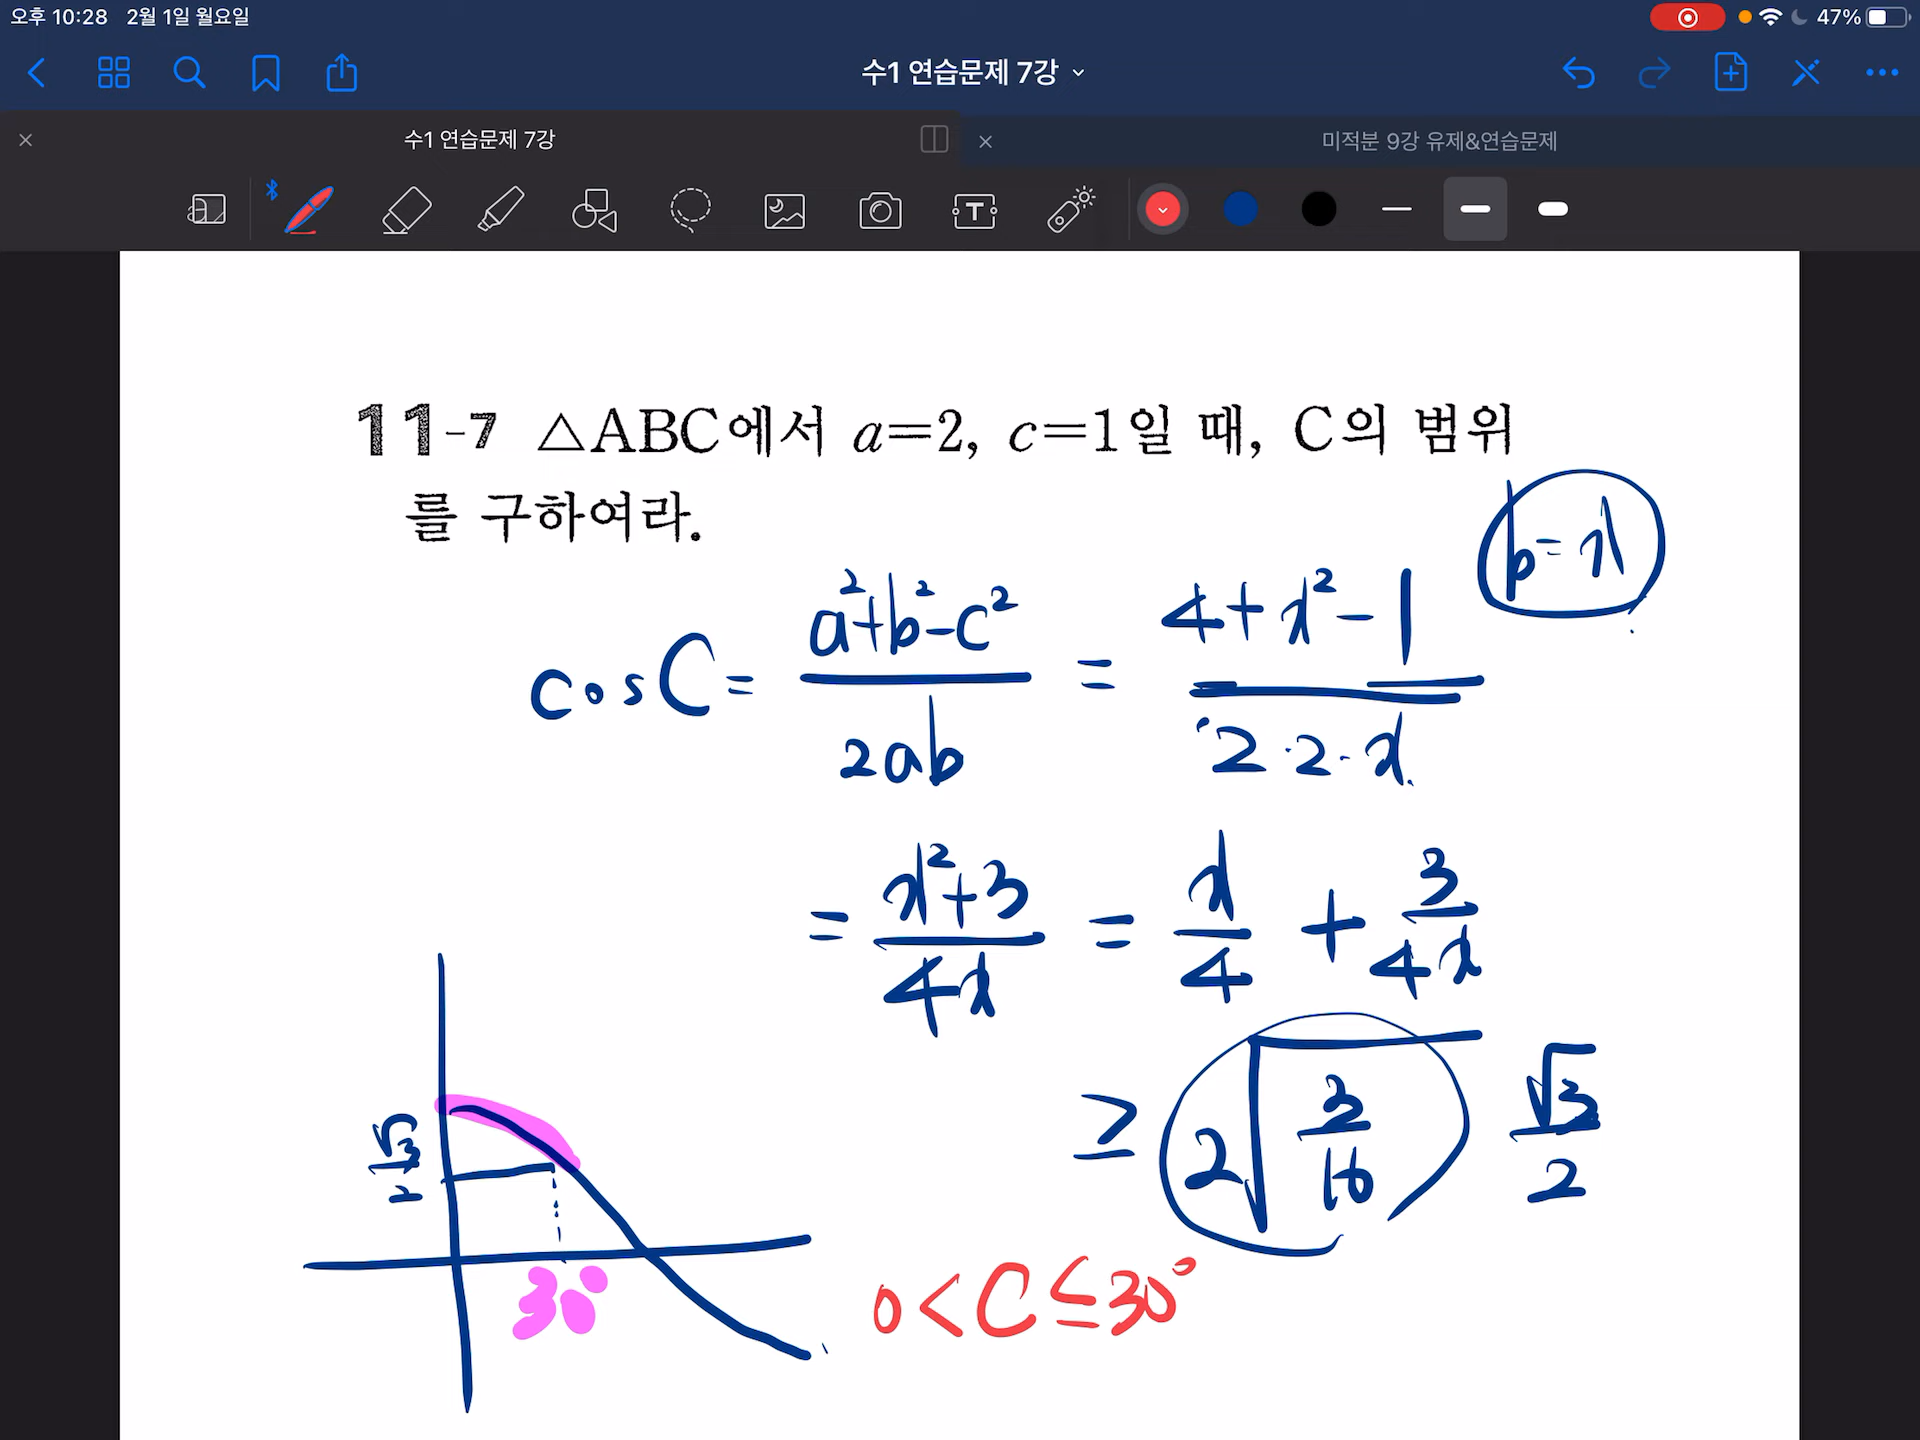 오후 10:28 2월 1일 월요일 47%
수1 연습문제 7강
수1 연습문제 7강 미적분 9강 유제&연습문제
11-7 △ABC에서 a=2, c=1일 때, C의 범위
를 구하여라.
b=x
cosC = (a²+b²-c²)/(2ab) = (4+x²-1)/(2·2·x)
= (x²+3)/(4x) = x/4 + 3/(4x)
≥ 2√(3/16) √3/2
√3/2
30°
0<C≤30°